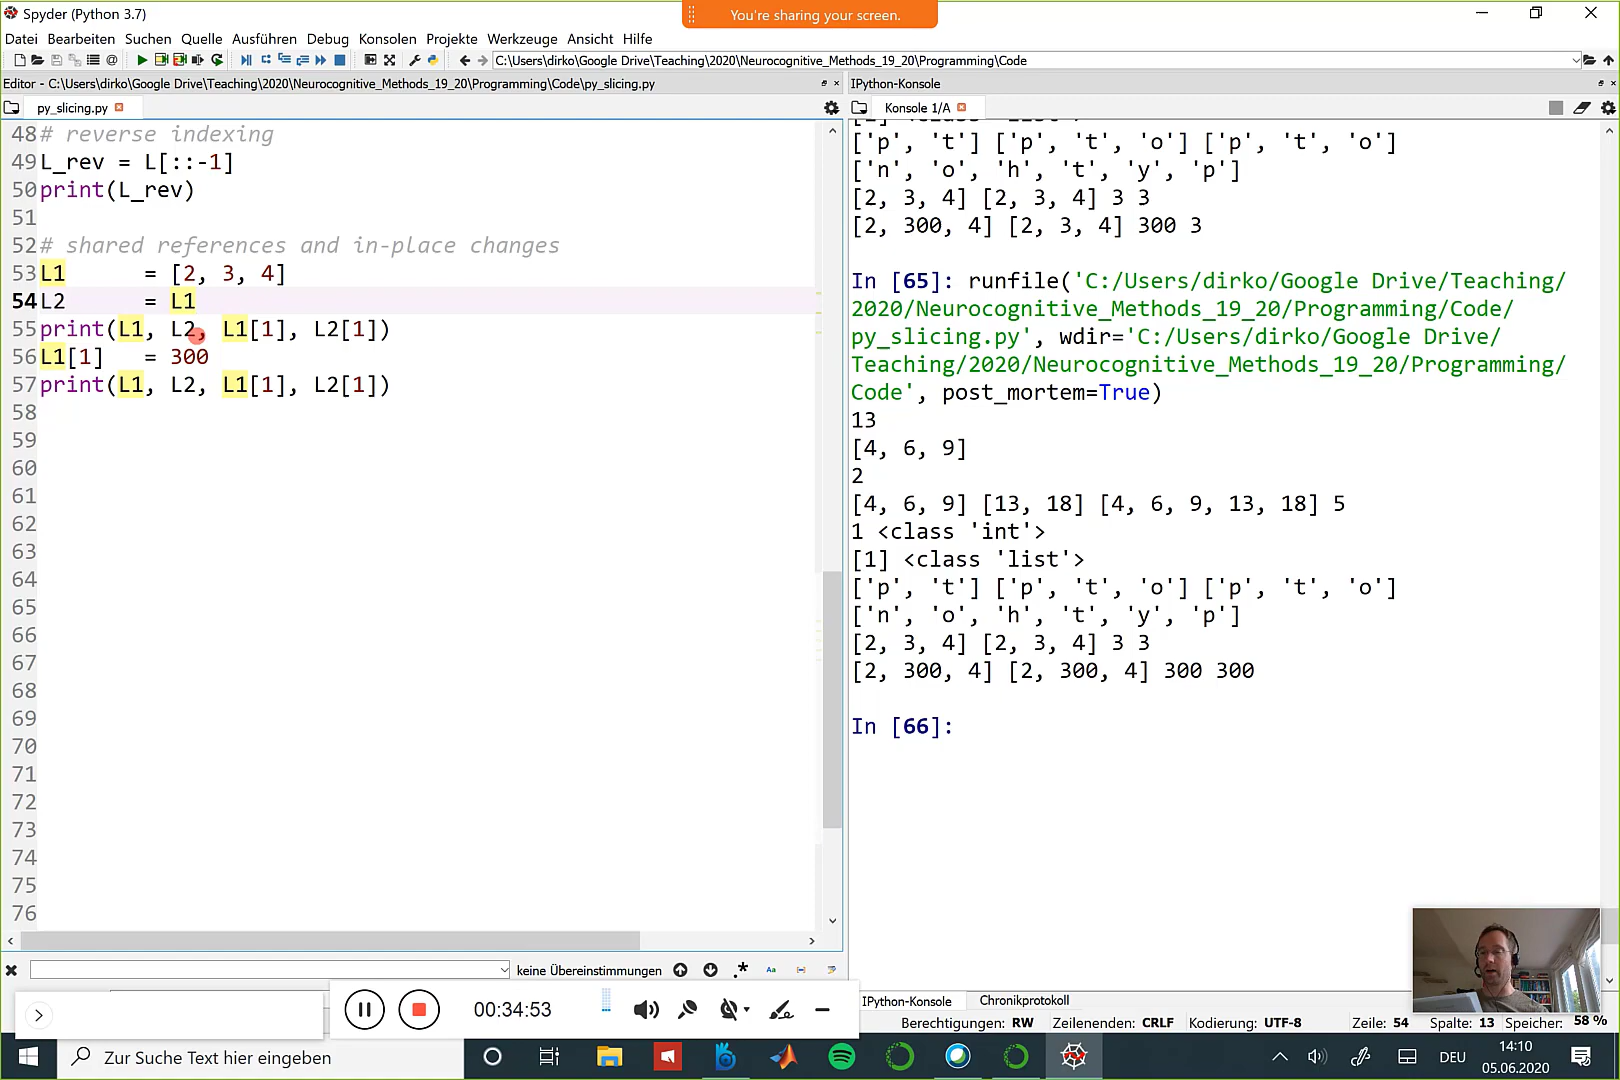 Spyder (Python 3.7)
You're sharing your screen.
Datei Bearbeiten Suchen Quelle Ausführen Debug Konsolen Projekte Werkzeuge Ansicht Hilfe
C:\Users\dirko\Google Drive\Teaching\2020\Neurocognitive_Methods_19_20\Programming\Code
Editor - C:\Users\dirko\Google Drive\Teaching\2020\Neurocognitive_Methods_19_20\Programming\Code\py_slicing.py
py_slicing.py
48 # reverse indexing
49 L_rev = L[::-1]
50 print(L_rev)
51
52 # shared references and in-place changes
53 L1 = [2, 3, 4]
54 L2 = L1
55 print(L1, L2, L1[1], L2[1])
56 L1[1] = 300
57 print(L1, L2, L1[1], L2[1])
58
59
60
61
62
63
64
65
66
67
68
69
70
71
72
73
74
75
76
keine Übereinstimmungen
.*
Aa
00:34:53
IPython-Konsole
Konsole 1/A
['p', 't'] ['p', 't', 'o'] ['p', 't', 'o']
['n', 'o', 'h', 't', 'y', 'p']
[2, 3, 4] [2, 3, 4] 3 3
[2, 300, 4] [2, 3, 4] 300 3
In [65]: runfile('C:/Users/dirko/Google Drive/Teaching/
2020/Neurocognitive_Methods_19_20/Programming/Code/
py_slicing.py', wdir='C:/Users/dirko/Google Drive/
Teaching/2020/Neurocognitive_Methods_19_20/Programming/
Code', post_mortem=True)
13
[4, 6, 9]
2
[4, 6, 9] [13, 18] [4, 6, 9, 13, 18] 5
1 <class 'int'>
[1] <class 'list'>
['p', 't'] ['p', 't', 'o'] ['p', 't', 'o']
['n', 'o', 'h', 't', 'y', 'p']
[2, 3, 4] [2, 3, 4] 3 3
[2, 300, 4] [2, 300, 4] 300 300
In [66]:
IPython-Konsole Chronikprotokoll
Berechtigungen: RW Zeilenenden: CRLF Kodierung: UTF-8 Zeile: 54 Spalte: 13 Speicher: 58 %
Zur Suche Text hier eingeben
DEU
14:10
05.06.2020